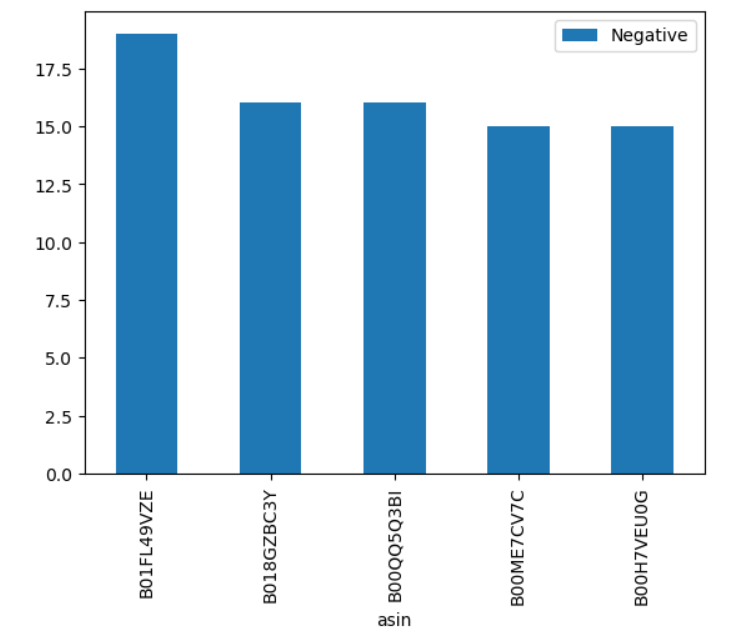 Negative
17.5
15.0
12.5
10.0
7.5
5.0
2.5
0.0
B01FL49VZE
B018GZBC3Y
B00QQ5Q3BI
B00ME7CV7C
B00H7VEU0G
asin